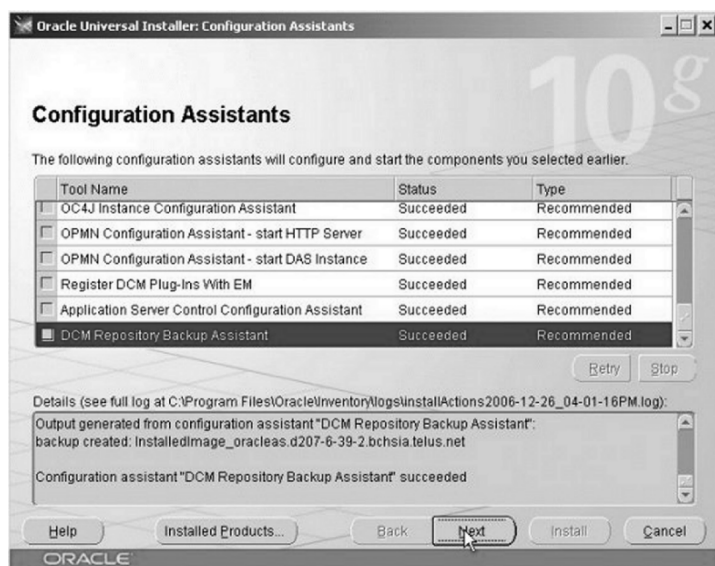 Oracle Universal Installer: Configuration Assistants
10g
Configuration Assistants
The following configuration assistants will configure and start the components you selected earlier.
Tool Name Status Type
OC4J Instance Configuration Assistant Succeeded Recommended
OPMN Configuration Assistant - start HTTP Server Succeeded Recommended
OPMN Configuration Assistant - start DAS Instance Succeeded Recommended
Register DCM Plug-Ins With EM Succeeded Recommended
Application Server Control Configuration Assistant Succeeded Recommended
DCM Repository Backup Assistant Succeeded Recommended
Retry Stop
Details (see full log at C:\Program Files\Oracle\Inventory\logs\installActions2006-12-26_04-01-16PM.log):
Output generated from configuration assistant "DCM Repository Backup Assistant":
backup created: InstalledImage_oracleas.d207-6-39-2.bchsia.telus.net
Configuration assistant "DCM Repository Backup Assistant" succeeded
Help Installed Products... Back Next Install Cancel
ORACLE